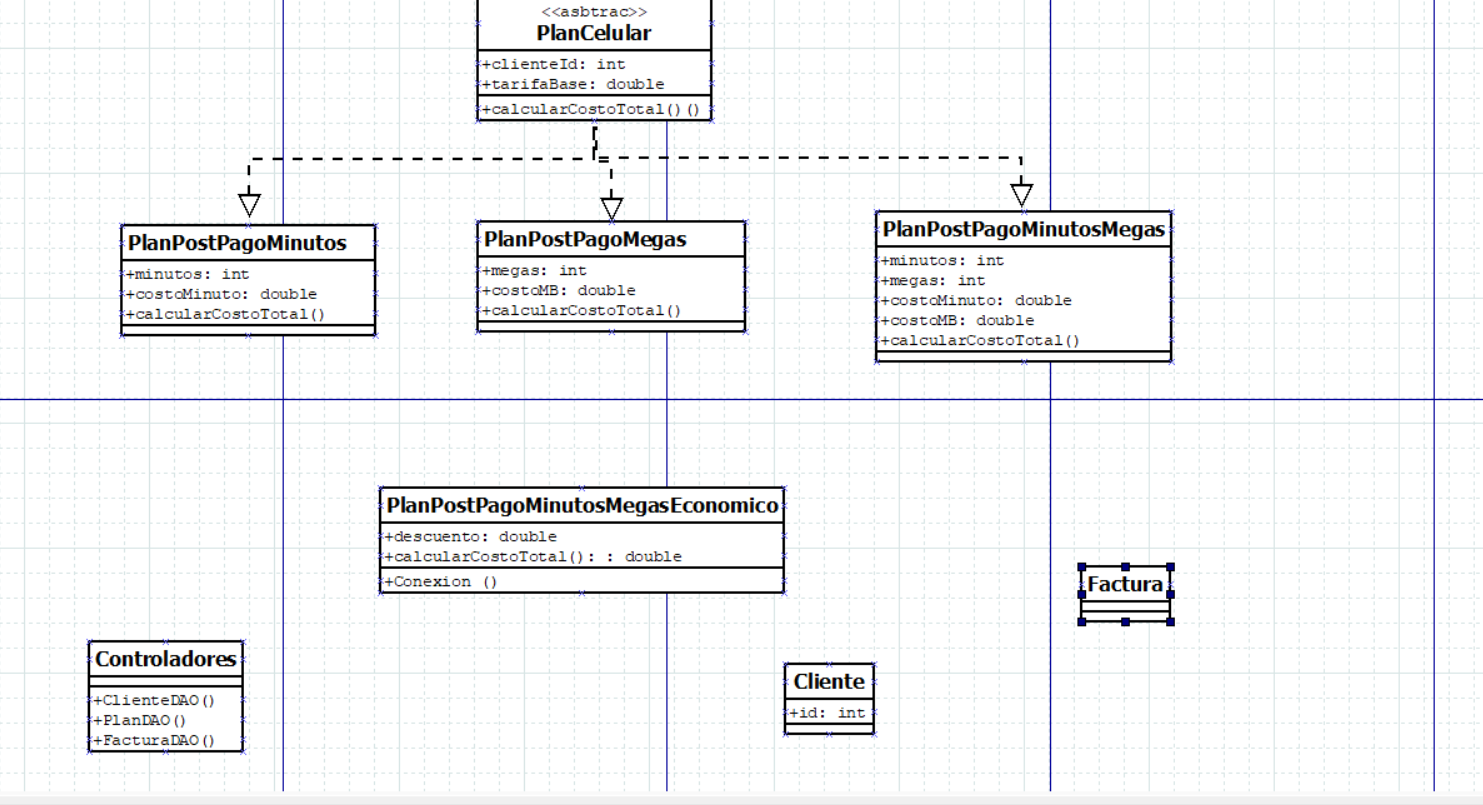 <<asbtrac>>
PlanCelular
+clienteId: int
+tarifaBase: double
+calcularCostoTotal()()
PlanPostPagoMinutos
+minutos: int
+costoMinuto: double
+calcularCostoTotal()
PlanPostPagoMegas
+megas: int
+costoMB: double
+calcularCostoTotal()
PlanPostPagoMinutosMegas
+minutos: int
+megas: int
+costoMinuto: double
+costoMB: double
+calcularCostoTotal()
PlanPostPagoMinutosMegasEconomico
+descuento: double
+calcularCostoTotal(): : double
+Conexion ()
Factura
Controladores
+ClienteDAO()
+PlanDAO()
+FacturaDAO()
Cliente
+id: int